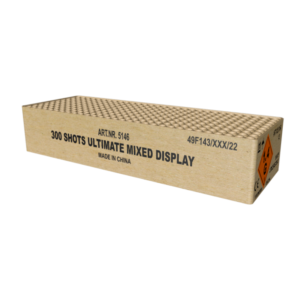 ART.NR. 5146
49F143/XXX/22
300 SHOTS ULTIMATE MIXED DISPLAY
MADE IN CHINA